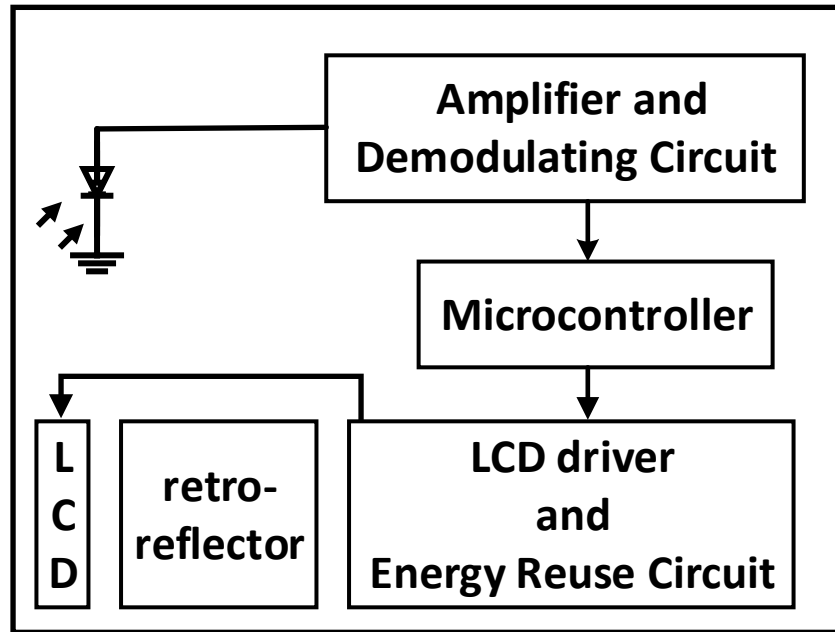 Amplifier and
Demodulating Circuit
Microcontroller
L
C
D
retro-
reflector
LCD driver
and
Energy Reuse Circuit